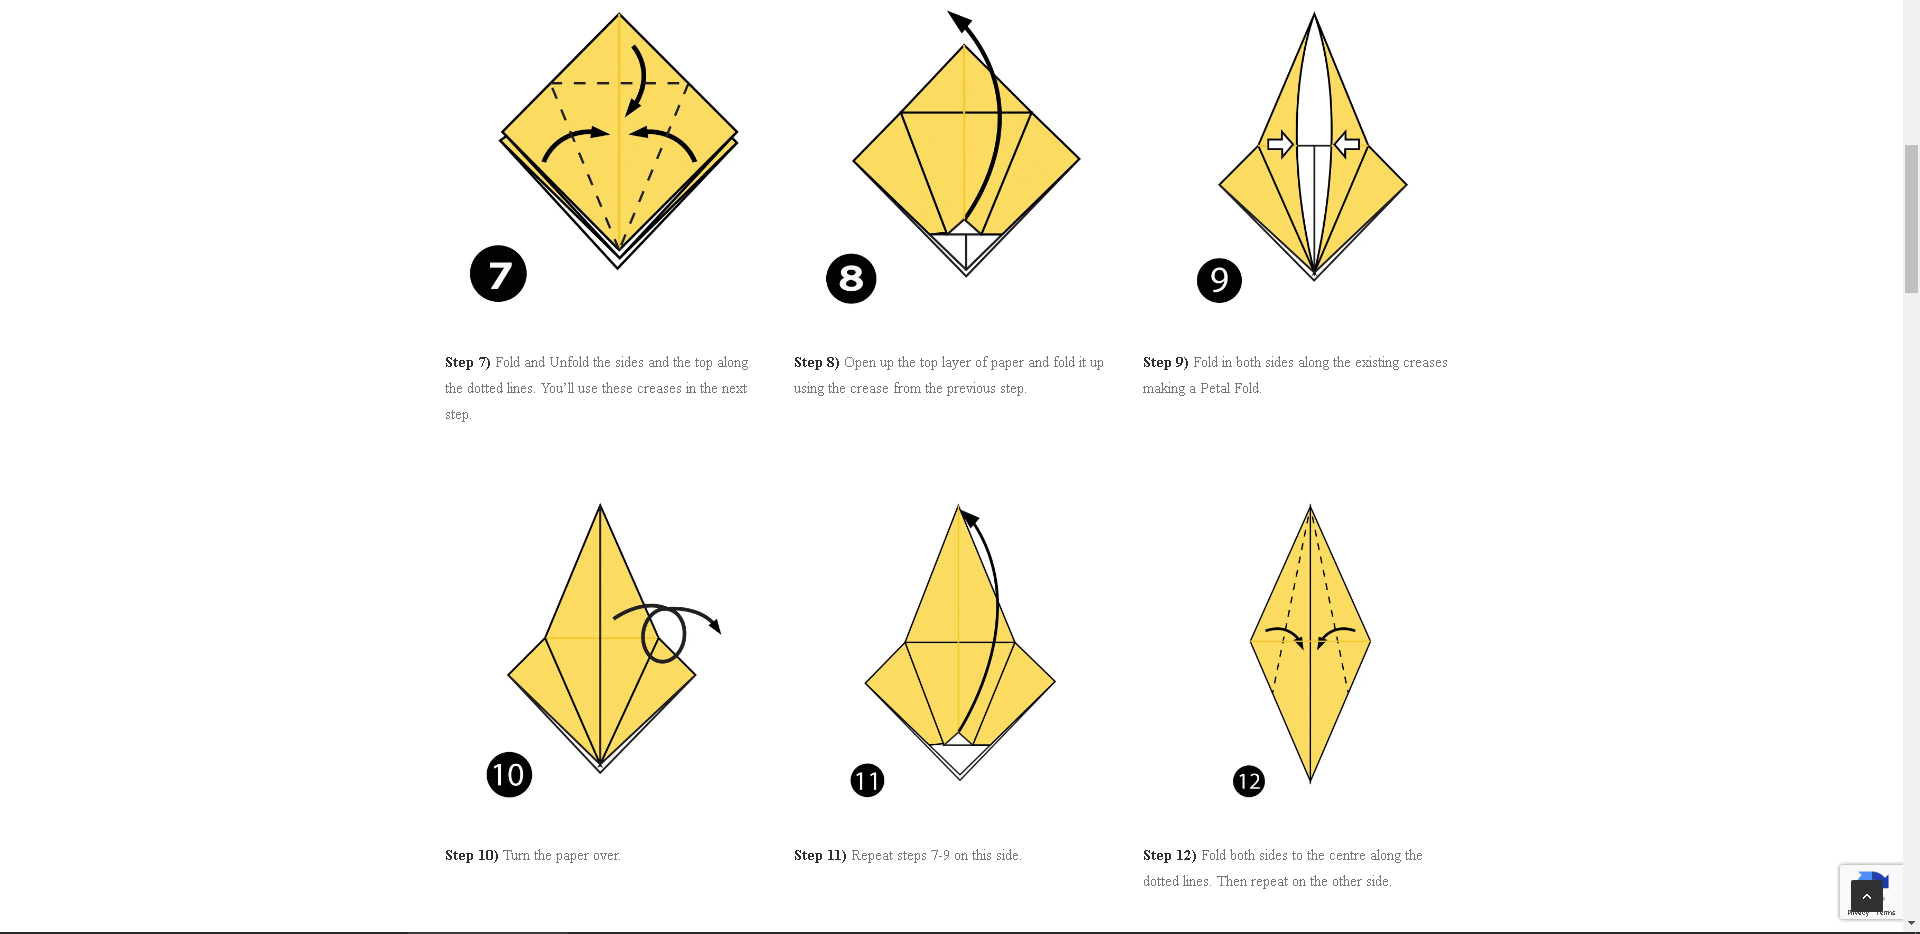 7
8
9
Step 7) Fold and Unfold the sides and the top along
the dotted lines. You’ll use these creases in the next
step.
Step 8) Open up the top layer of paper and fold it up
using the crease from the previous step.
Step 9) Fold in both sides along the existing creases
making a Petal Fold.
10
11
12
Step 10) Turn the paper over.
Step 11) Repeat steps 7-9 on this side.
Step 12) Fold both sides to the centre along the
dotted lines. Then repeat on the other side.
Privacy - Terms